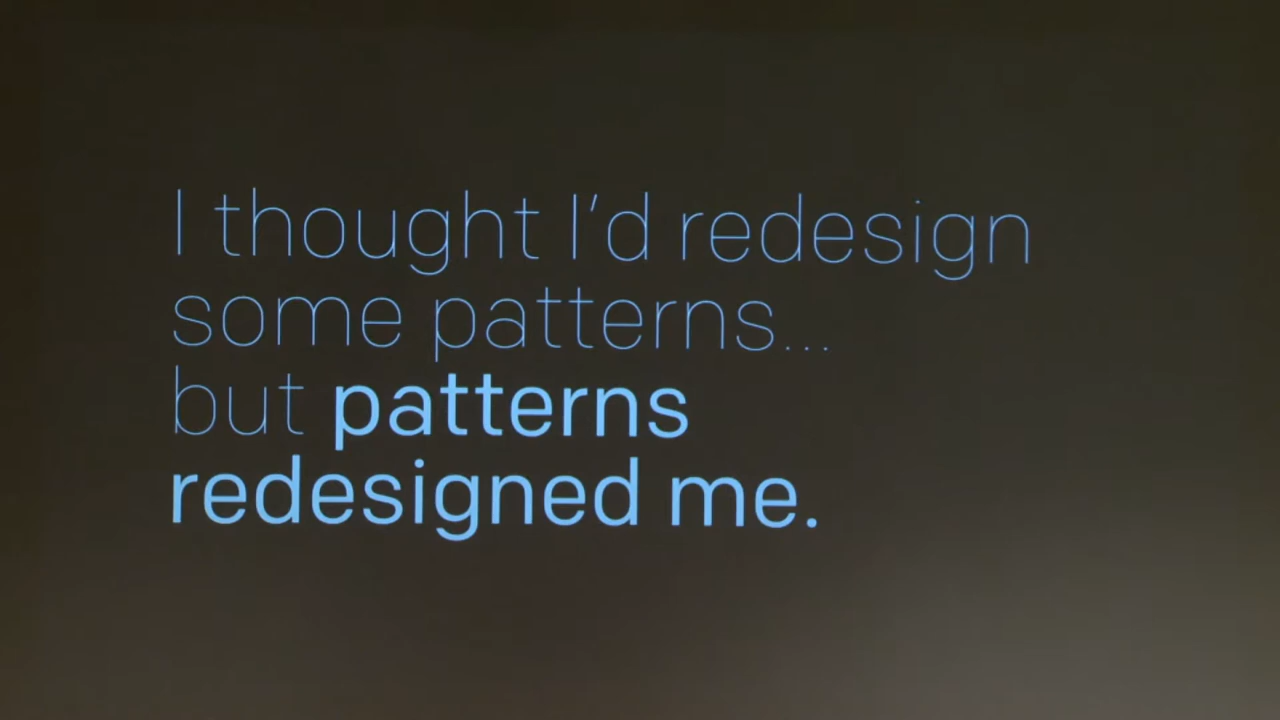 I thought I’d redesign
some patterns...
but patterns
redesigned me.